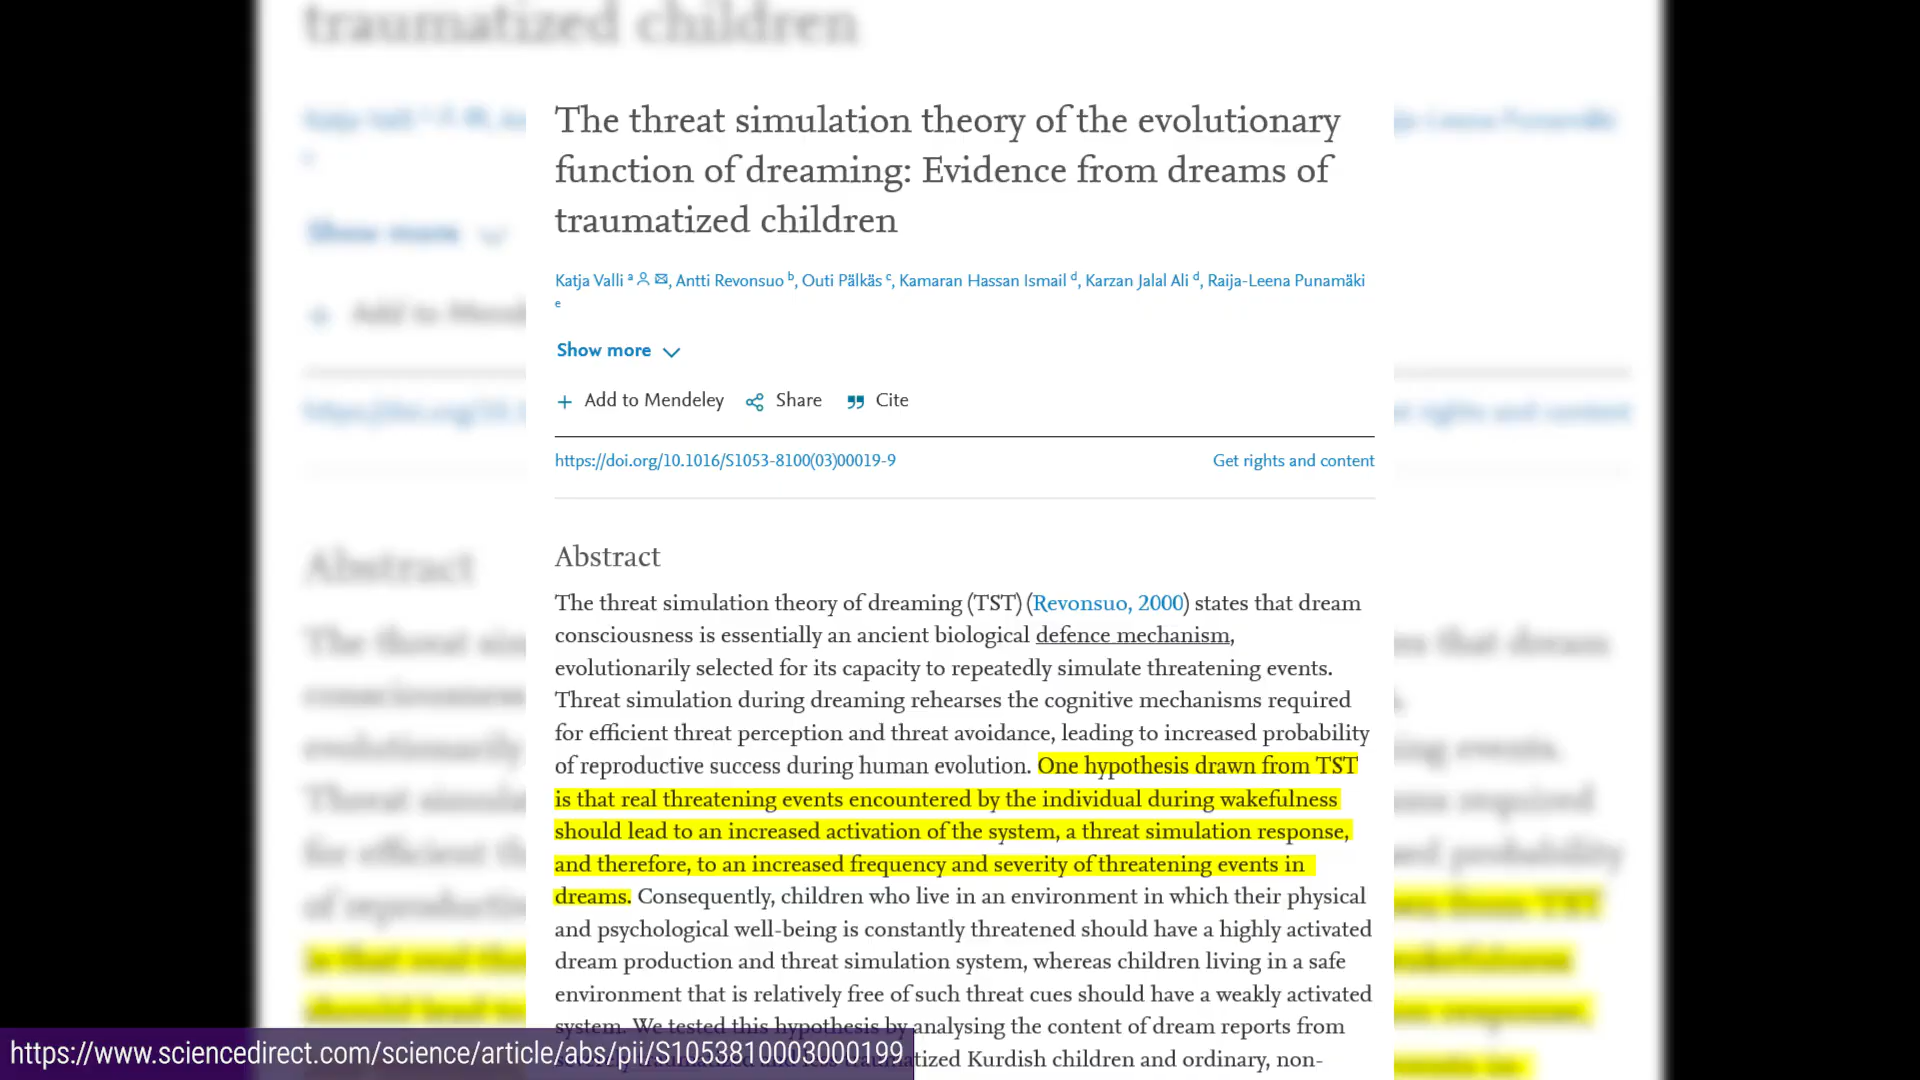 traumatized children
The threat simulation theory of the evolutionary
function of dreaming: Evidence from dreams of
traumatized children
Katja Valli a, Antti Revonsuo b, Outi Pälkäs c, Kamaran Hassan Ismail d, Karzan Jalal Ali d, Raija-Leena Punamäki
e
Show more
+ Add to Mendeley Share Cite
https://doi.org/10.1016/S1053-8100(03)00019-9 Get rights and content
Abstract
The threat simulation theory of dreaming (TST) (Revonsuo, 2000) states that dream
consciousness is essentially an ancient biological defence mechanism,
evolutionarily selected for its capacity to repeatedly simulate threatening events.
Threat simulation during dreaming rehearses the cognitive mechanisms required
for efficient threat perception and threat avoidance, leading to increased probability
of reproductive success during human evolution. One hypothesis drawn from TST
is that real threatening events encountered by the individual during wakefulness
should lead to an increased activation of the system, a threat simulation response,
and therefore, to an increased frequency and severity of threatening events in
dreams. Consequently, children who live in an environment in which their physical
and psychological well-being is constantly threatened should have a highly activated
dream production and threat simulation system, whereas children living in a safe
environment that is relatively free of such threat cues should have a weakly activated
system. We tested this hypothesis by analysing the content of dream reports from
severely traumatized and less traumatized Kurdish children and ordinary, non-
https://www.sciencedirect.com/science/article/abs/pii/S1053810003000199